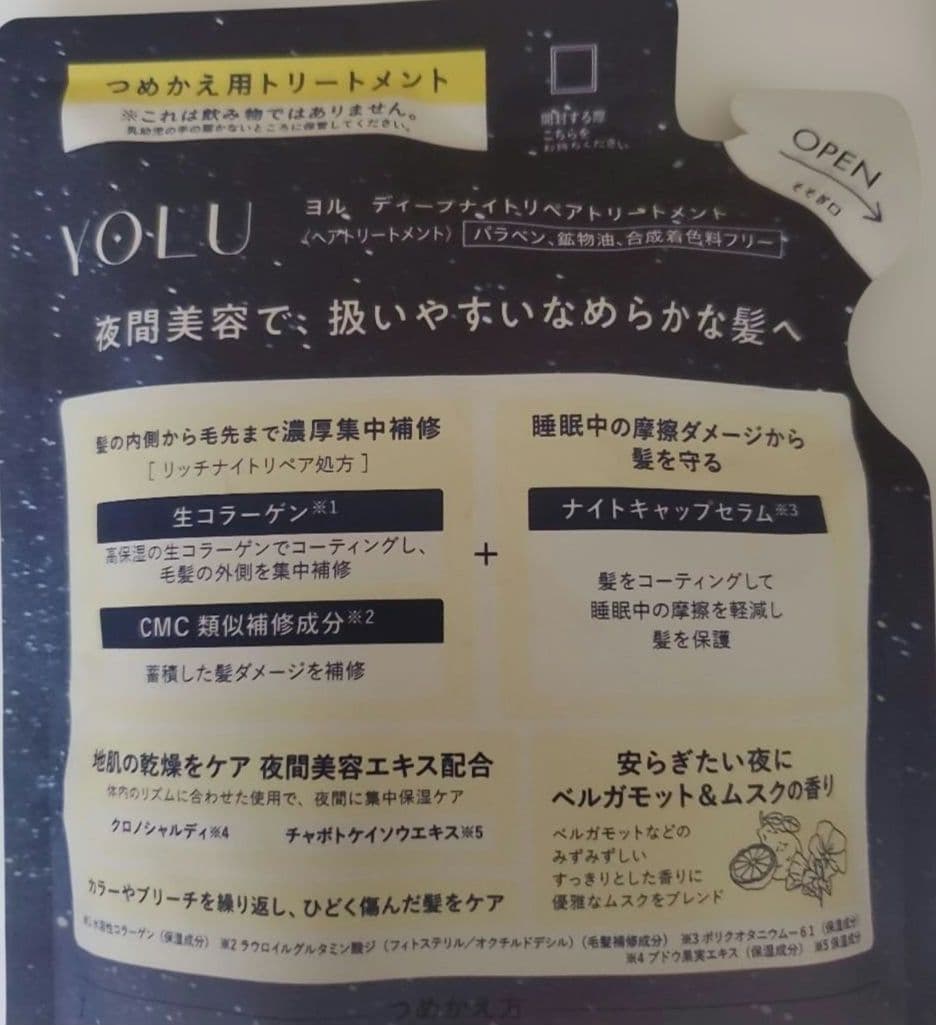 つめかえ用トリートメント
※これは飲み物ではありません。
乳幼児の手の届かないところに保管してください。
開封する際
こちらを
お持ちください
OPEN
そそぎ口
YOLU
ヨル ディープナイトリペアトリートメント
〈ヘアトリートメント〉 パラベン、鉱物油、合成着色料フリー
夜間美容で、扱いやすいなめらかな髪へ
髪の内側から毛先まで濃厚集中補修
[リッチナイトリペア処方]
生コラーゲン※1
高保湿の生コラーゲンでコーティングし、
毛髪の外側を集中補修
CMC 類似補修成分※2
蓄積した髪ダメージを補修
+
睡眠中の摩擦ダメージから
髪を守る
ナイトキャップセラム※3
髪をコーティングして
睡眠中の摩擦を軽減し
髪を保護
地肌の乾燥をケア 夜間美容エキス配合
体内のリズムに合わせた使用で、夜間に集中保湿ケア
クロノシャルディ※4 チャボトケイソウエキス※5
カラーやブリーチを繰り返し、ひどく傷んだ髪をケア
安らぎたい夜に
ベルガモット&ムスクの香り
ベルガモットなどの
みずみずしい
すっきりとした香りに
優雅なムスクをブレンド
※1 水溶性コラーゲン（保湿成分） ※2 ラウロイルグルタミン酸ジ（フィトステリル／オクチルドデシル）（毛髪補修成分） ※3 ポリクオタニウムー61（保湿成分）
※4 ブドウ果実エキス（保湿成分） ※5 保湿成分
つめかえ方